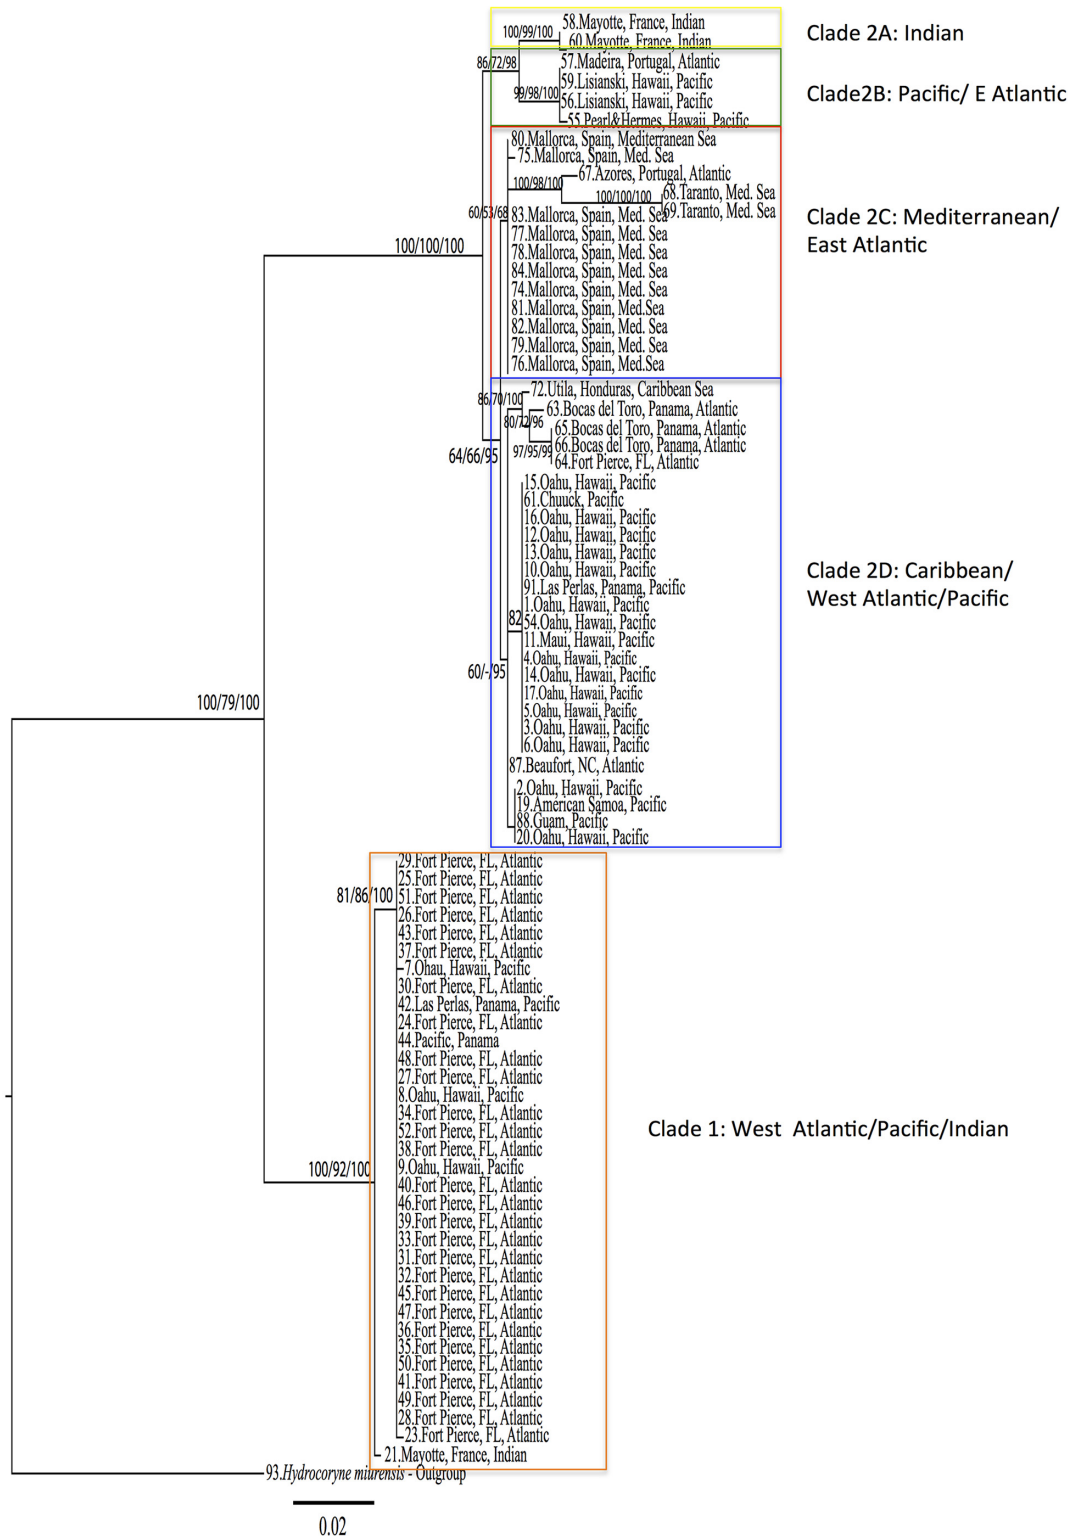 58.Mayotte, France, Indian
100/99/100
60.Mayotte, France, Indian
Clade 2A: Indian
86/72/98
57.Madeira, Portugal, Atlantic
59.Lisianski, Hawaii, Pacific
99/98/100
56.Lisianski, Hawaii, Pacific
55.Pearl&Hermes, Hawaii, Pacific
Clade2B: Pacific/ E Atlantic
80.Mallorca, Spain, Mediterranean Sea
75.Mallorca, Spain, Med. Sea
67.Azores, Portugal, Atlantic
100/98/100
100/100/100
68.Taranto, Med. Sea
69.Taranto, Med. Sea
60/53/68
83.Mallorca, Spain, Med. Sea
77.Mallorca, Spain, Med. Sea
78.Mallorca, Spain, Med. Sea
84.Mallorca, Spain, Med. Sea
74.Mallorca, Spain, Med. Sea
81.Mallorca, Spain, Med.Sea
82.Mallorca, Spain, Med. Sea
79.Mallorca, Spain, Med. Sea
76.Mallorca, Spain, Med.Sea
Clade 2C: Mediterranean/
East Atlantic
100/100/100
72.Utila, Honduras, Caribbean Sea
86/70/100
63.Bocas del Toro, Panama, Atlantic
80/72/96
65.Bocas del Toro, Panama, Atlantic
66.Bocas del Toro, Panama, Atlantic
97/95/99
64.Fort Pierce, FL, Atlantic
64/66/95
15.Oahu, Hawaii, Pacific
61.Chuuck, Pacific
16.Oahu, Hawaii, Pacific
12.Oahu, Hawaii, Pacific
13.Oahu, Hawaii, Pacific
10.Oahu, Hawaii, Pacific
91.Las Perlas, Panama, Pacific
1.Oahu, Hawaii, Pacific
82
54.Oahu, Hawaii, Pacific
11.Maui, Hawaii, Pacific
4.Oahu, Hawaii, Pacific
60/-/95
14.Oahu, Hawaii, Pacific
17.Oahu, Hawaii, Pacific
5.Oahu, Hawaii, Pacific
3.Oahu, Hawaii, Pacific
6.Oahu, Hawaii, Pacific
87.Beaufort, NC, Atlantic
2.Oahu, Hawaii, Pacific
19.American Samoa, Pacific
88.Guam, Pacific
20.Oahu, Hawaii, Pacific
Clade 2D: Caribbean/
West Atlantic/Pacific
100/79/100
29.Fort Pierce, FL, Atlantic
25.Fort Pierce, FL, Atlantic
81/86/100
51.Fort Pierce, FL, Atlantic
26.Fort Pierce, FL, Atlantic
43.Fort Pierce, FL, Atlantic
37.Fort Pierce, FL, Atlantic
7.Ohau, Hawaii, Pacific
30.Fort Pierce, FL, Atlantic
42.Las Perlas, Panama, Pacific
24.Fort Pierce, FL, Atlantic
44.Pacific, Panama
48.Fort Pierce, FL, Atlantic
27.Fort Pierce, FL, Atlantic
8.Oahu, Hawaii, Pacific
34.Fort Pierce, FL, Atlantic
52.Fort Pierce, FL, Atlantic
38.Fort Pierce, FL, Atlantic
100/92/100
9.Oahu, Hawaii, Pacific
40.Fort Pierce, FL, Atlantic
46.Fort Pierce, FL, Atlantic
39.Fort Pierce, FL, Atlantic
33.Fort Pierce, FL, Atlantic
31.Fort Pierce, FL, Atlantic
32.Fort Pierce, FL, Atlantic
45.Fort Pierce, FL, Atlantic
47.Fort Pierce, FL, Atlantic
36.Fort Pierce, FL, Atlantic
35.Fort Pierce, FL, Atlantic
50.Fort Pierce, FL, Atlantic
41.Fort Pierce, FL, Atlantic
49.Fort Pierce, FL, Atlantic
28.Fort Pierce, FL, Atlantic
23.Fort Pierce, FL, Atlantic
21.Mayotte, France, Indian
Clade 1: West Atlantic/Pacific/Indian
93.Hydrocoryne miurensis - Outgroup
0.02